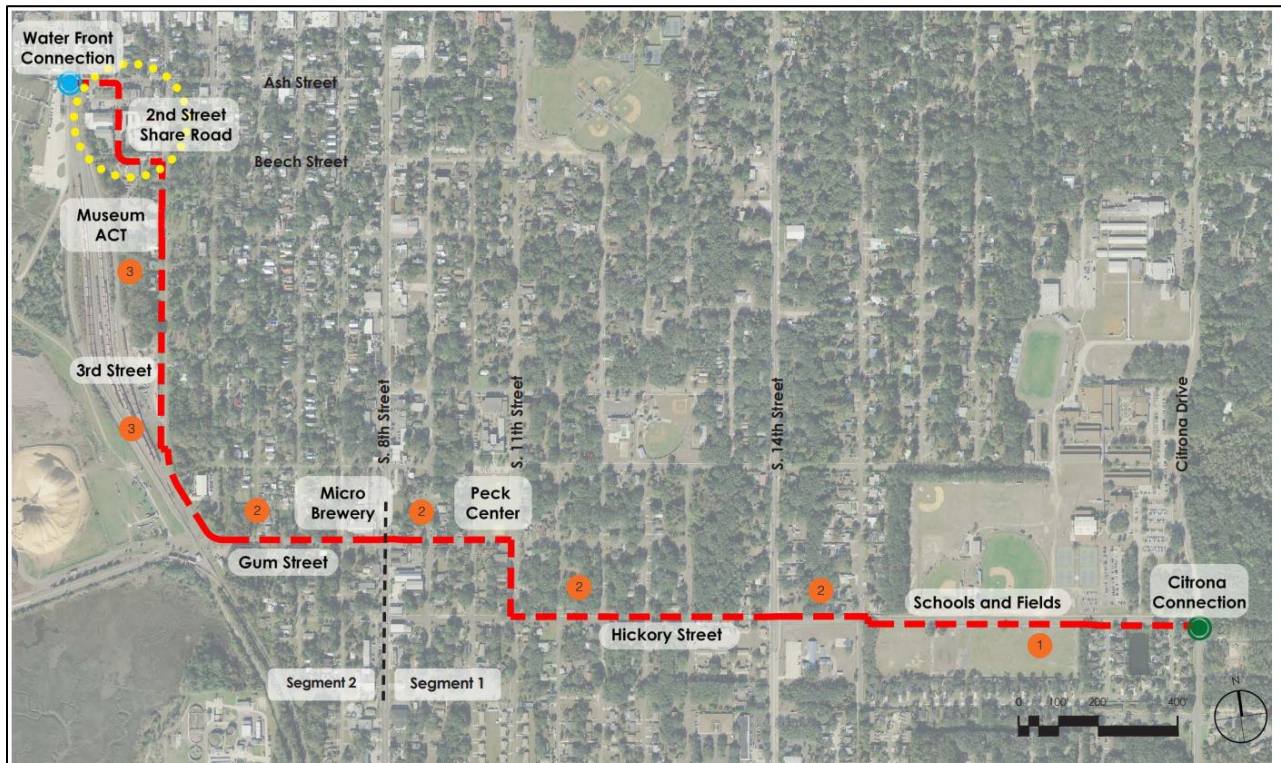 Water Front
Connection
Ash Street
2nd Street
Share Road
Beech Street
Museum
ACT
3
3rd Street
3
S. 8th Street
S. 11th Street
S. 14th Street
Citrona Drive
2
Micro
Brewery
2
Peck
Center
Gum Street
2
2
Schools and Fields
Citrona
Connection
Hickory Street
1
Segment 2
Segment 1
N
0 100' 200' 400'